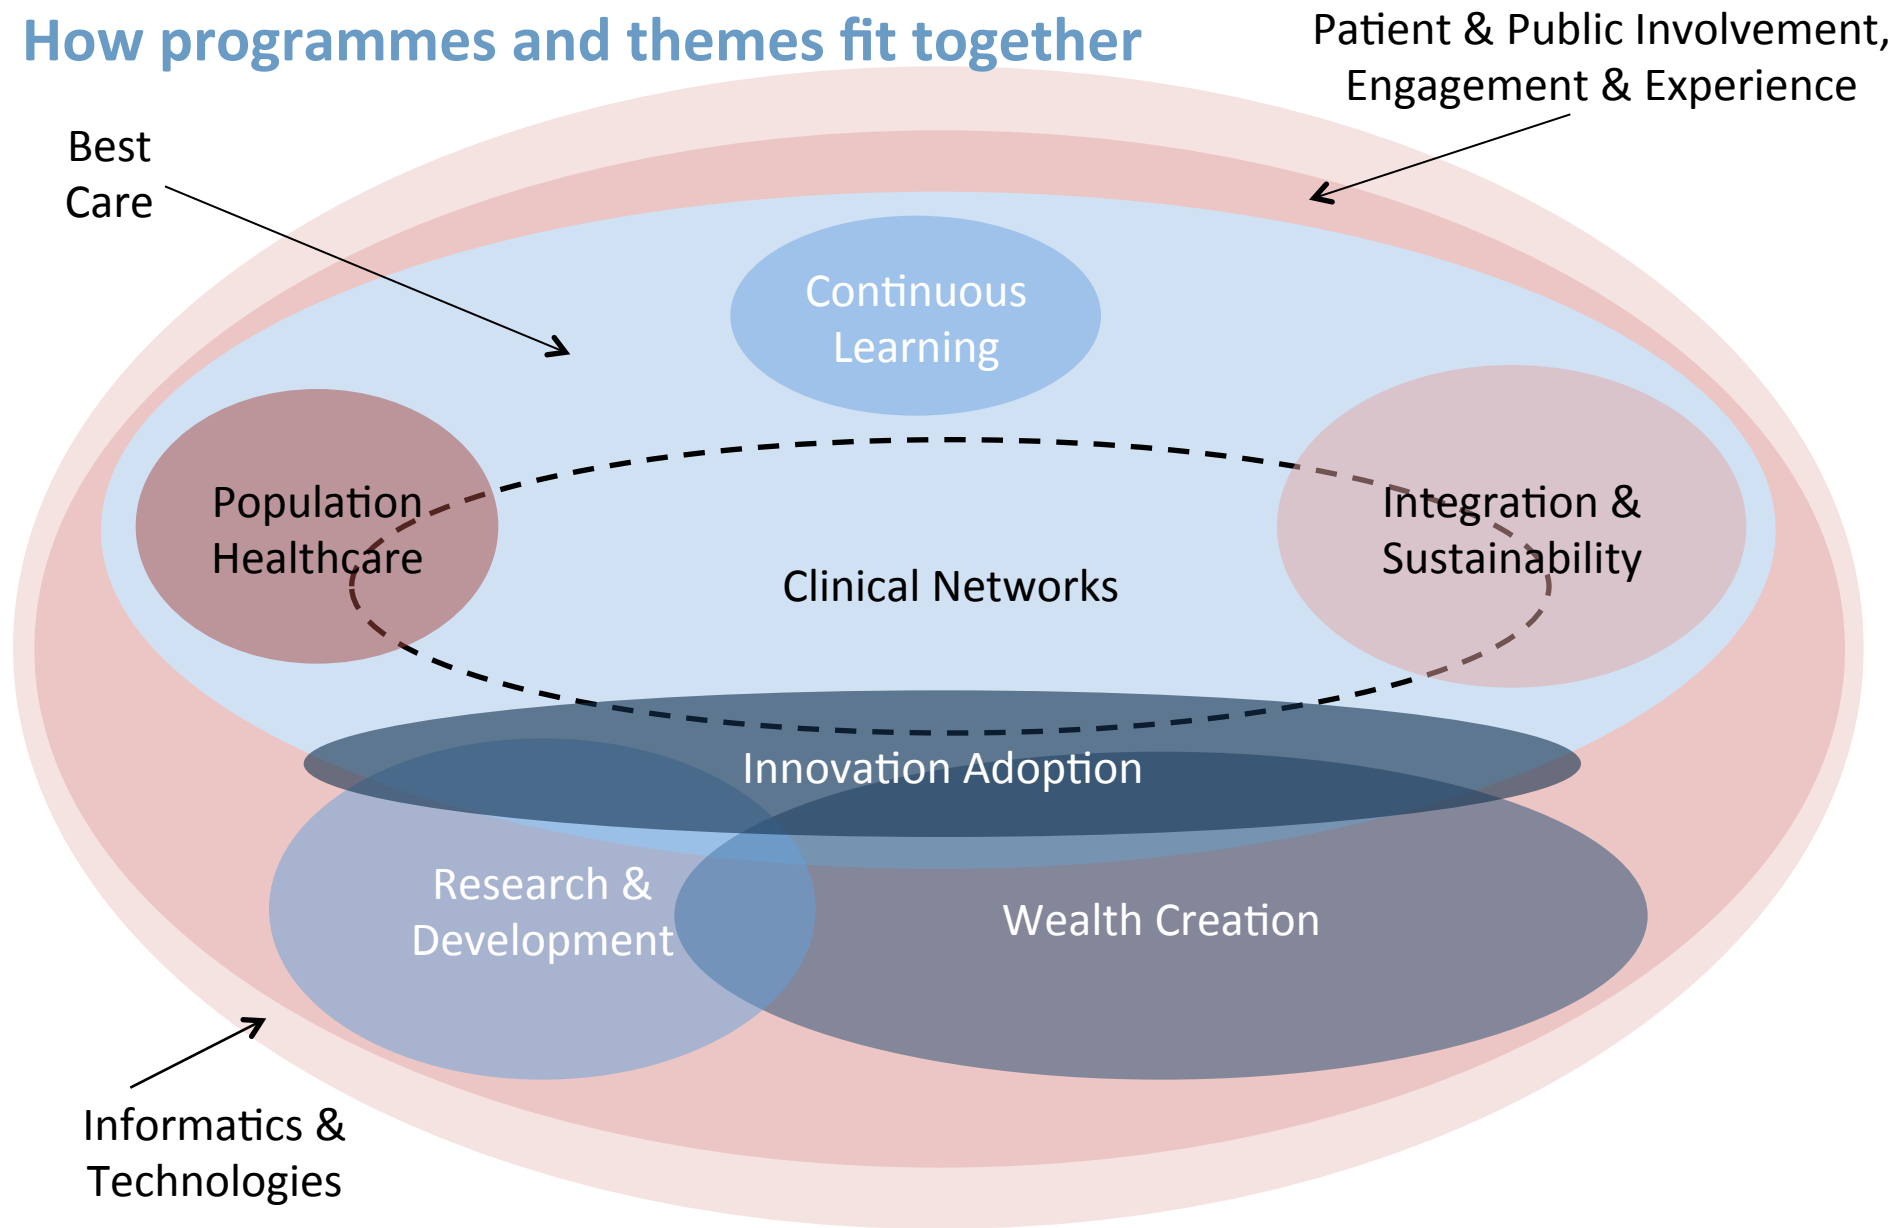 How programmes and themes fit together
Patient & Public Involvement,
Engagement & Experience
Best
Care
Continuous
Learning
Population
Healthcare
Integration &
Sustainability
Clinical Networks
Innovation Adoption
Research &
Development
Wealth Creation
Informatics &
Technologies